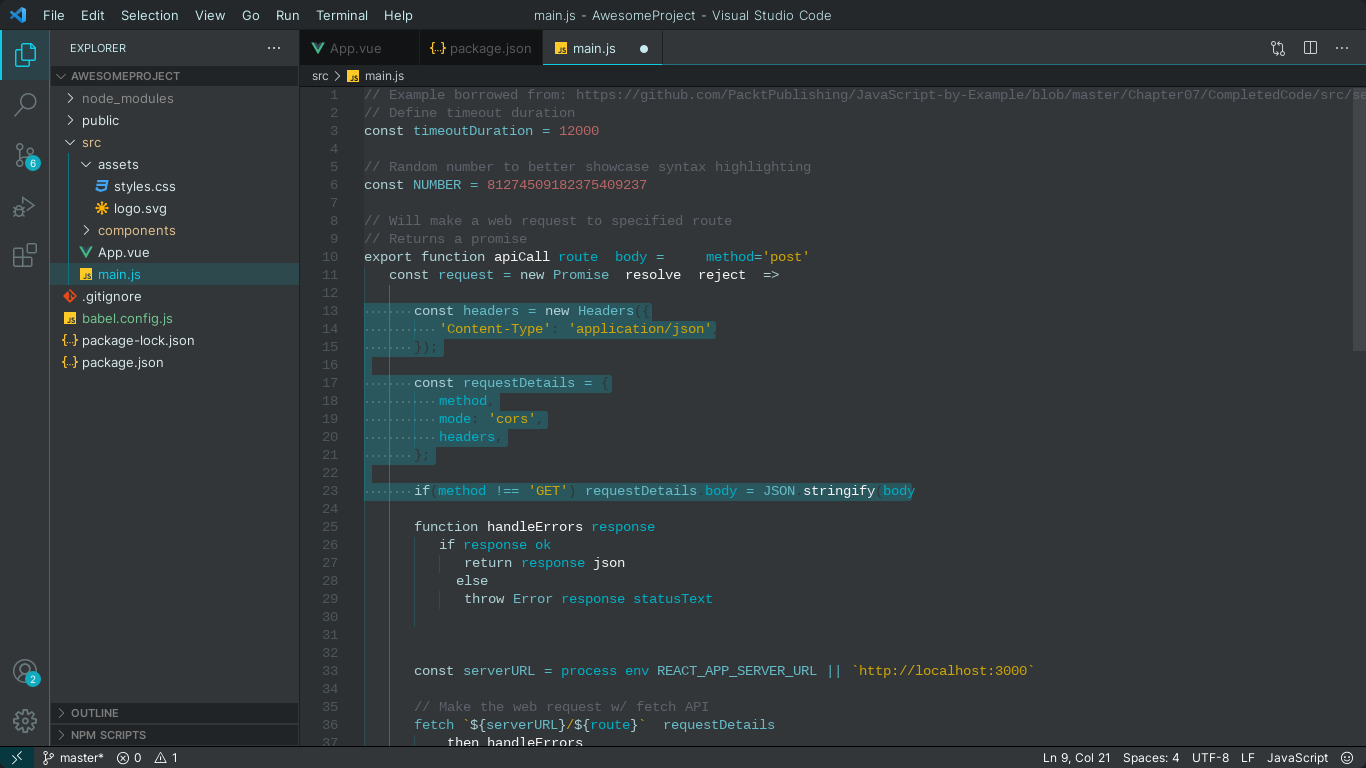 File Edit Selection View Go Run Terminal Help
main.js - AwesomeProject - Visual Studio Code
EXPLORER
AWESOMEPROJECT
node_modules
public
src
assets
styles.css
logo.svg
components
App.vue
main.js
.gitignore
babel.config.js
package-lock.json
package.json
OUTLINE
NPM SCRIPTS
6
2
App.vue {..} package.json JS main.js
src > JS main.js
1 // Example borrowed from: https://github.com/PacktPublishing/JavaScript-by-Example/blob/master/Chapter07/CompletedCode/src/se
2 // Define timeout duration
3 const timeoutDuration = 12000
4
5 // Random number to better showcase syntax highlighting
6 const NUMBER = 81274509182375409237
7
8 // Will make a web request to specified route
9 // Returns a promise
10 export function apiCall route body = method='post'
11 const request = new Promise resolve reject =>
12
13 const headers = new Headers({
14 'Content-Type': 'application/json'
15 });
16
17 const requestDetails = {
18 method,
19 mode: 'cors',
20 headers,
21 };
22
23 if(method !== 'GET') requestDetails body = JSON stringify(body
24
25 function handleErrors response
26 if response ok
27 return response json
28 else
29 throw Error response statusText
30
31
32
33 const serverURL = process env REACT_APP_SERVER_URL || `http://localhost:3000`
34
35 // Make the web request w/ fetch API
36 fetch `${serverURL}/${route}` requestDetails
37 then handleErrors
master* 0 1
Ln 9, Col 21 Spaces: 4 UTF-8 LF JavaScript